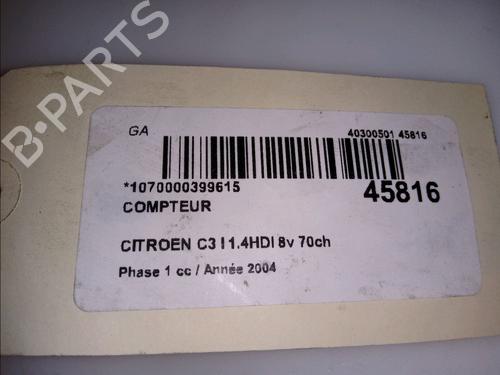 B-PARTS
GA
40300501 45816
*1070000399615
45816
COMPTEUR
CITROEN C3 I 1.4HDI 8v 70ch
Phase 1 cc / Année 2004